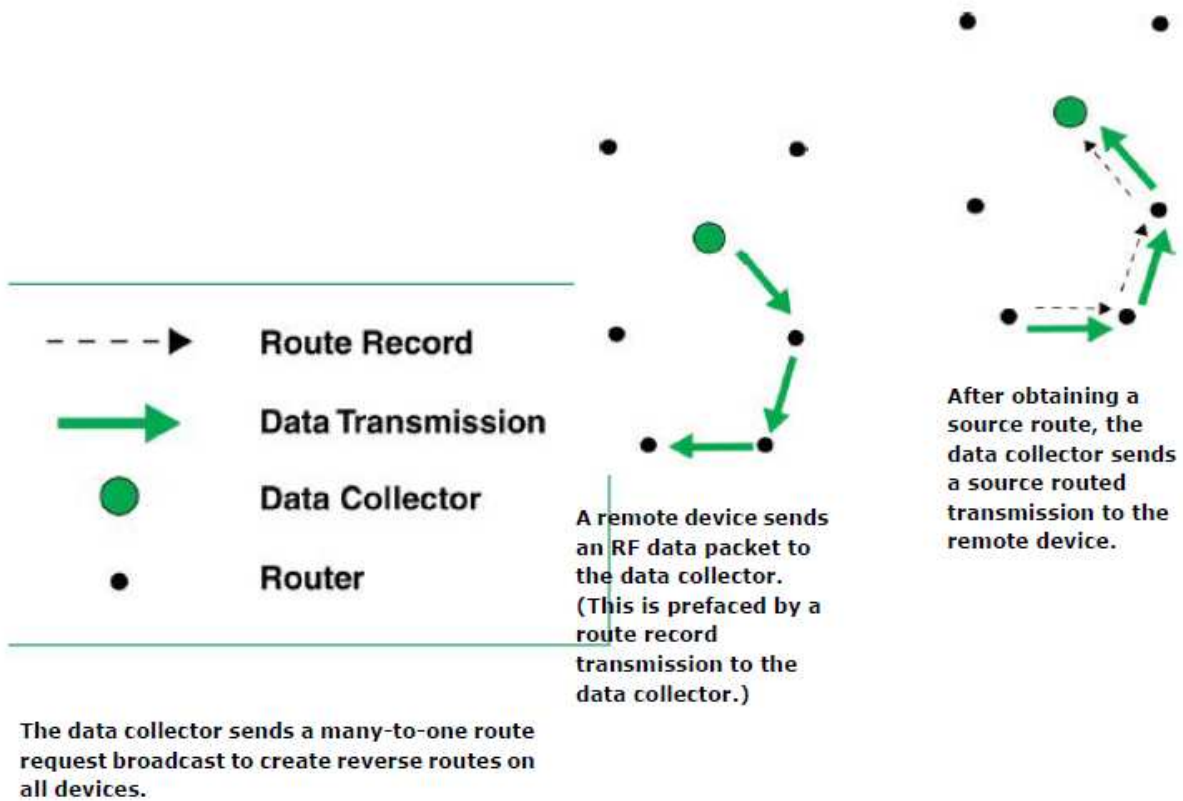 Route Record
Data Transmission
Data Collector
Router
The data collector sends a many-to-one route
request broadcast to create reverse routes on
all devices.
A remote device sends
an RF data packet to
the data collector.
(This is prefaced by a
route record
transmission to the
data collector.)
After obtaining a
source route, the
data collector sends
a source routed
transmission to the
remote device.